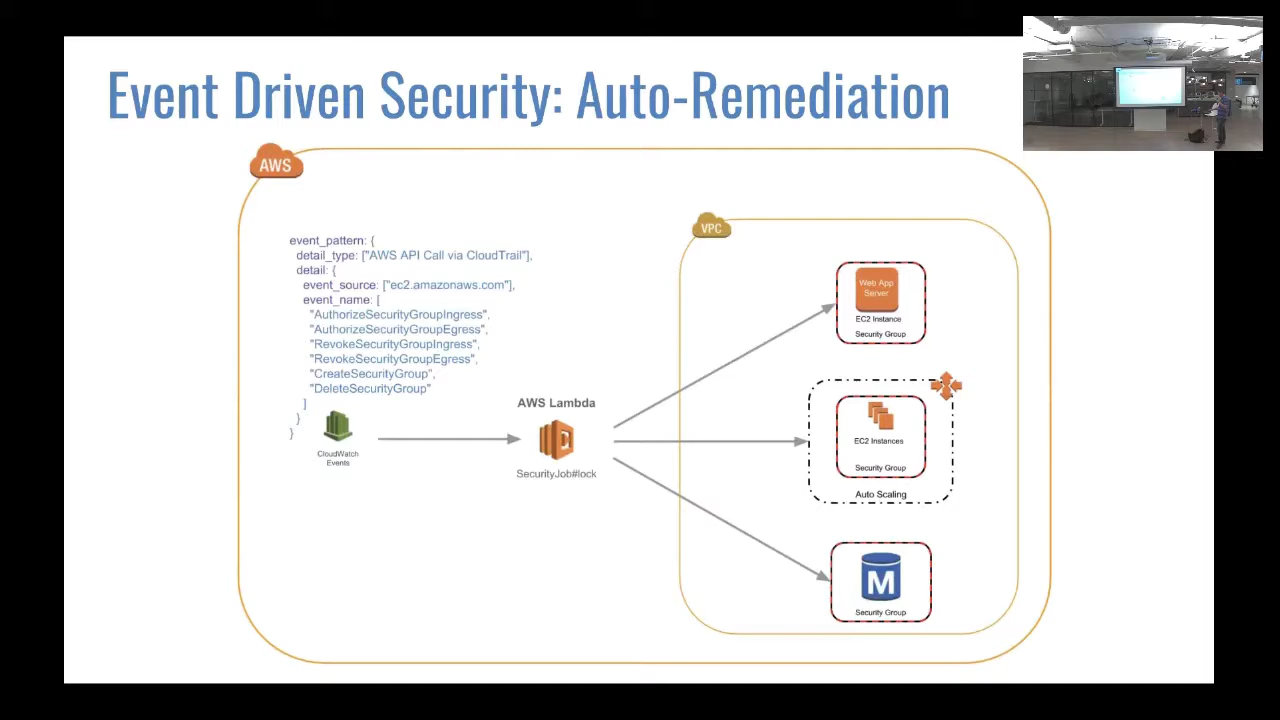 Event Driven Security: Auto-Remediation
AWS
VPC
event_pattern: {
detail_type: ["AWS API Call via CloudTrail"],
detail: {
event_source: ["ec2.amazonaws.com"],
event_name: [
"AuthorizeSecurityGroupIngress",
"AuthorizeSecurityGroupEgress",
"RevokeSecurityGroupIngress",
"RevokeSecurityGroupEgress",
"CreateSecurityGroup",
"DeleteSecurityGroup"
]
}
}
CloudWatch
Events
AWS Lambda
SecurityJob#lock
Web App
Server
EC2 Instance
Security Group
EC2 Instances
Security Group
Auto Scaling
M
Security Group